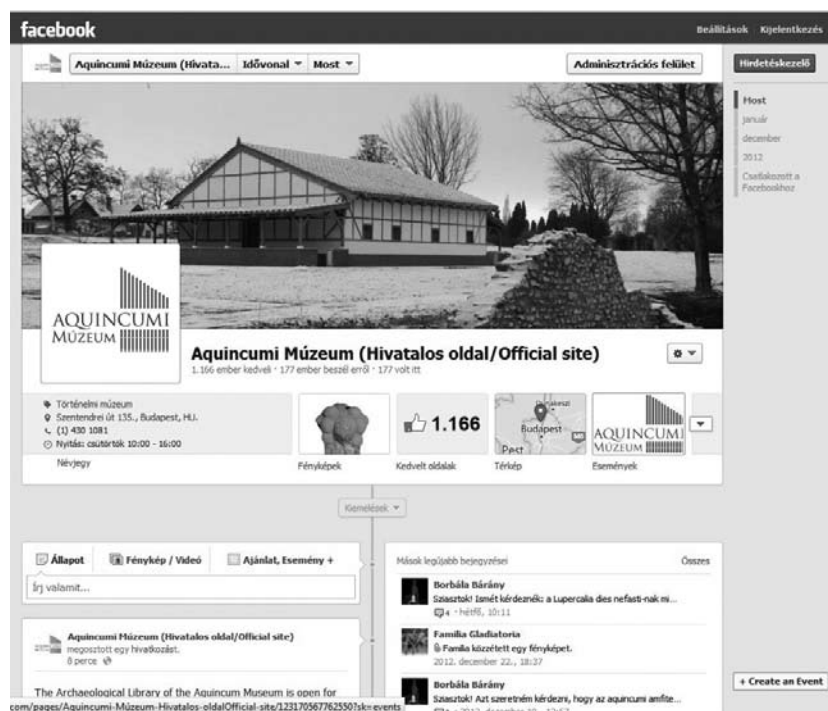 facebook
Beállítások Kijelentkezés
Aquincumi Múzeum (Hivata... Idővonal Most
Adminisztrációs felület
Hirdetéskezelő
Most
január
december
2012
Csatlakozott a
Facebookhoz
AQUINCUMI
MÚZEUM
Aquincumi Múzeum (Hivatalos oldal/Official site)
1.166 ember kedveli · 177 ember beszél erről · 177 volt itt
Történelmi múzeum
Szentendrei út 135., Budapest, HU.
(1) 430 1081
Nyitás: csütörtök 10:00 - 16:00
Névjegy
Fényképek
1.166
Kedvelt oldalak
Budapest
Pest
Térkép
AQUINCUMI
MÚZEUM
Események
Kiemelések
Állapot Fénykép / Videó Ajánlat, Esemény +
Írj valamit...
Aquincumi Múzeum (Hivatalos oldal/Official site)
megosztott egy hivatkozást.
8 perce
The Archaeological Library of the Aquincum Museum is open for
com/pages/Aquincumi-Múzeum-Hivatalos-oldalOfficial-site/123170567762550?sk=events
Mások legújabb bejegyzései Összes
Borbála Bárány
Sziasztok! Ismét kérdeznék: a Lupercalia dies nefasti-nak mi...
4 · hétfő, 10:11
Familia Gladiatoria
Familia közzétett egy fényképet.
2012. december 22., 18:37
Borbála Bárány
Sziasztok! Azt szeretném kérdezni, hogy az aquincumi amfite...
+ Create an Event